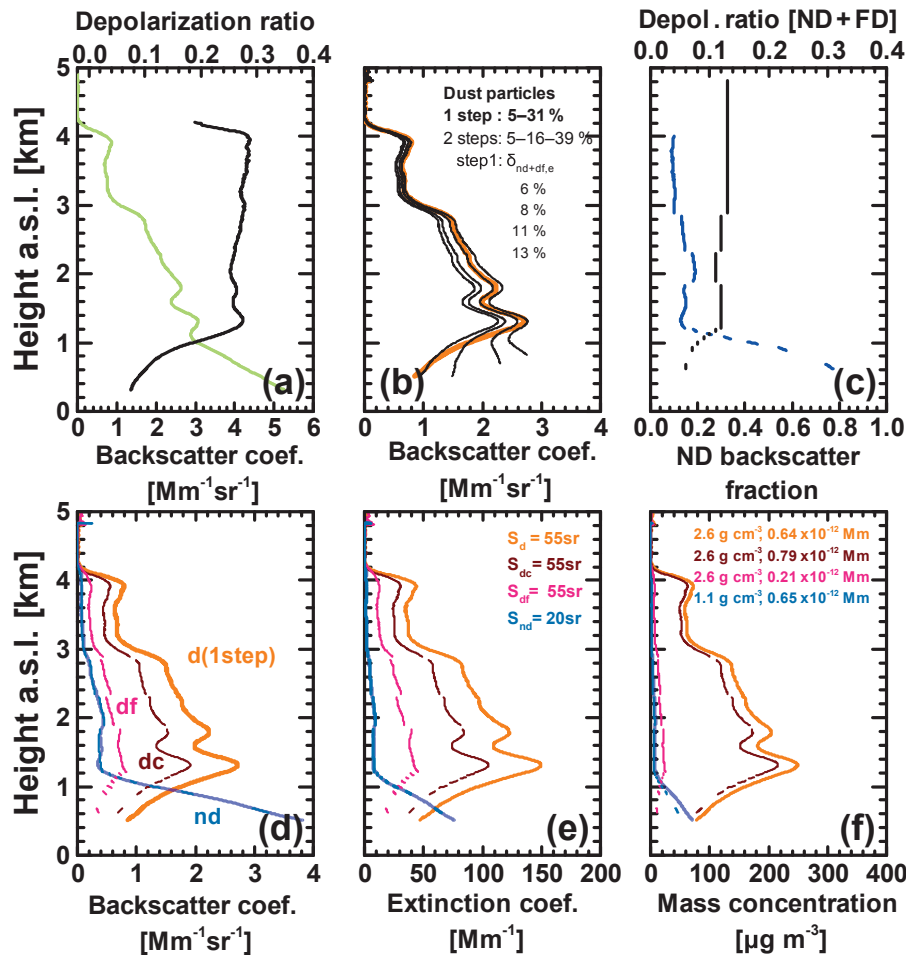 Depolarization ratio
Depol . ratio [ND + FD]
0.0 0.1 0.2 0.3 0.4
0.0 0.1 0.2 0.3 0.4
5
4
3
2
1
0
Height a.s.l. [km]
Dust particles
1 step : 5–31 %
2 steps: 5–16–39 %
step1: δnd+df,e
6 %
8 %
11 %
13 %
(a)
(b)
(c)
0 1 2 3 4 5 6
0 1 2 3 4
0.0 0.2 0.4 0.6 0.8 1.0
Backscatter coef.
[Mm⁻¹sr⁻¹]
Backscatter coef.
[Mm⁻¹sr⁻¹]
ND backscatter
fraction
5
4
3
2
1
0
Height a.s.l. [km]
d(1step)
df
dc
nd
(d)
Sd = 55sr
Sdc = 55sr
Sdf = 55sr
Snd = 20sr
(e)
2.6 g cm⁻³; 0.64 x10⁻¹² Mm
2.6 g cm⁻³; 0.79 x10⁻¹² Mm
2.6 g cm⁻³; 0.21 x10⁻¹² Mm
1.1 g cm⁻³; 0.65 x10⁻¹² Mm
(f)
0 1 2 3 4
0 50 100 150 200
0 100 200 300 400
Backscatter coef.
[Mm⁻¹sr⁻¹]
Extinction coef.
[Mm⁻¹]
Mass concentration
[µg m⁻³]